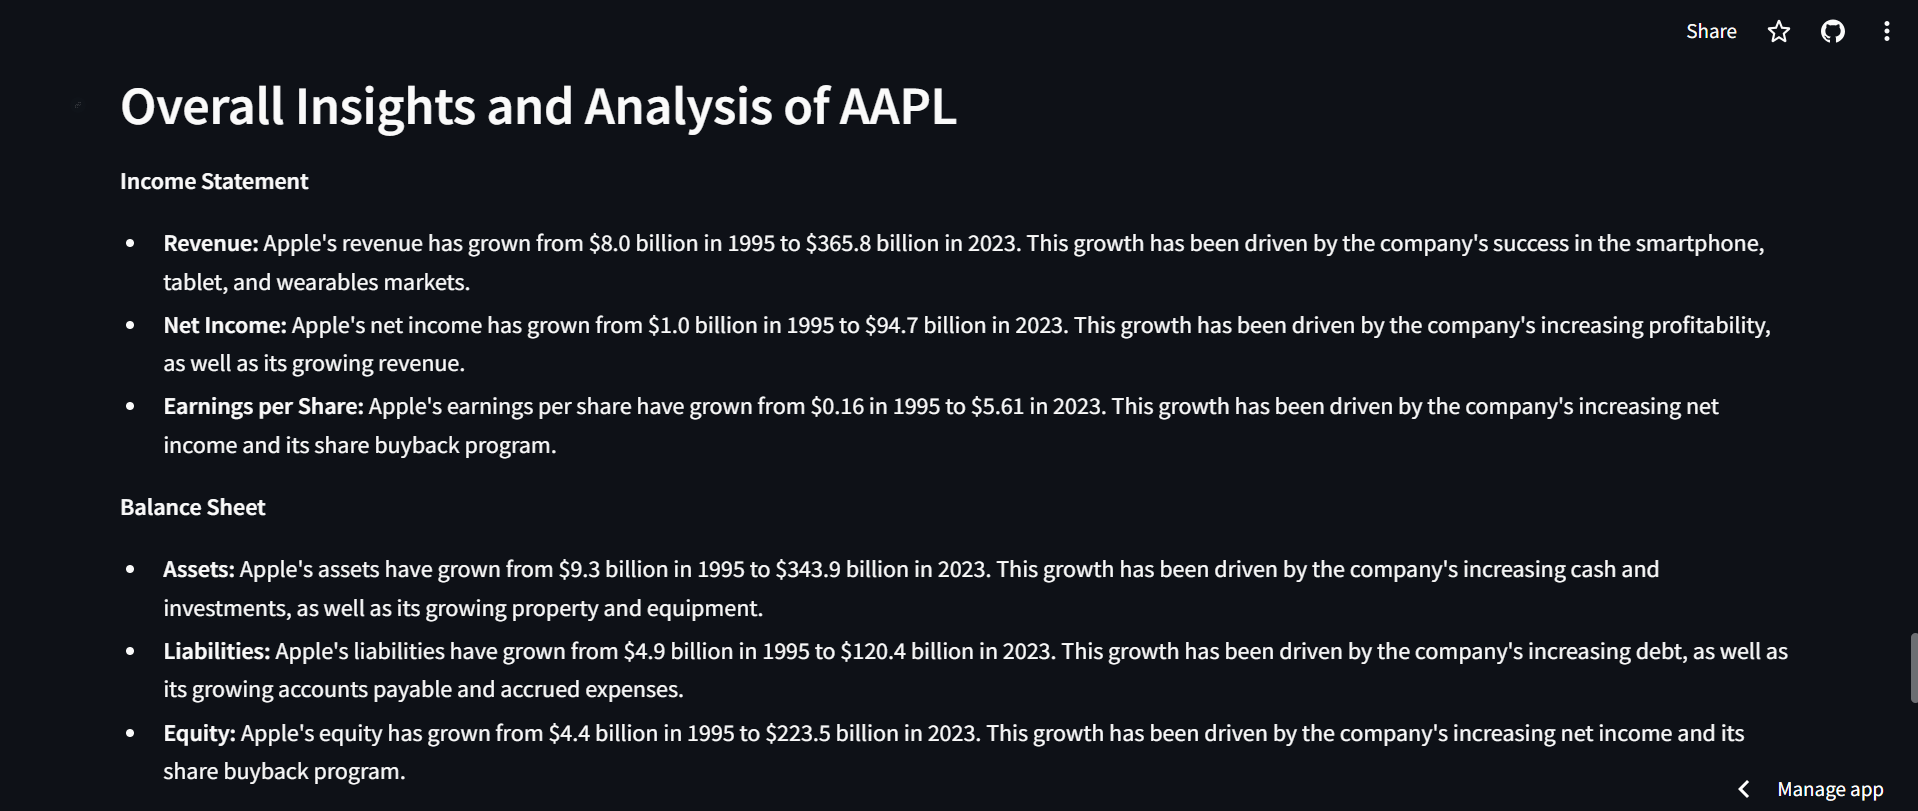 Share
Overall Insights and Analysis of AAPL
Income Statement
Revenue: Apple's revenue has grown from $8.0 billion in 1995 to $365.8 billion in 2023. This growth has been driven by the company's success in the smartphone,
tablet, and wearables markets.
Net Income: Apple's net income has grown from $1.0 billion in 1995 to $94.7 billion in 2023. This growth has been driven by the company's increasing profitability,
as well as its growing revenue.
Earnings per Share: Apple's earnings per share have grown from $0.16 in 1995 to $5.61 in 2023. This growth has been driven by the company's increasing net
income and its share buyback program.
Balance Sheet
Assets: Apple's assets have grown from $9.3 billion in 1995 to $343.9 billion in 2023. This growth has been driven by the company's increasing cash and
investments, as well as its growing property and equipment.
Liabilities: Apple's liabilities have grown from $4.9 billion in 1995 to $120.4 billion in 2023. This growth has been driven by the company's increasing debt, as well as
its growing accounts payable and accrued expenses.
Equity: Apple's equity has grown from $4.4 billion in 1995 to $223.5 billion in 2023. This growth has been driven by the company's increasing net income and its
share buyback program.
Manage app